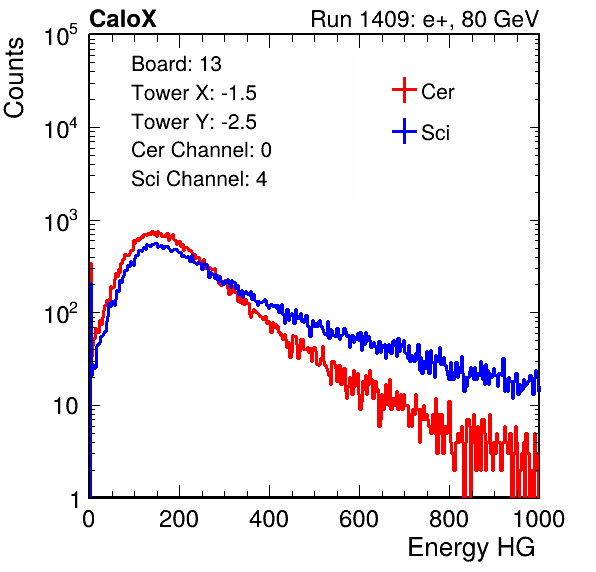 CaloX Run 1409: e+, 80 GeV
Counts
10^5
10^4
10^3
10^2
10
1
Board: 13
Tower X: -1.5
Tower Y: -2.5
Cer Channel: 0
Sci Channel: 4
Cer
Sci
0 200 400 600 800 1000
Energy HG